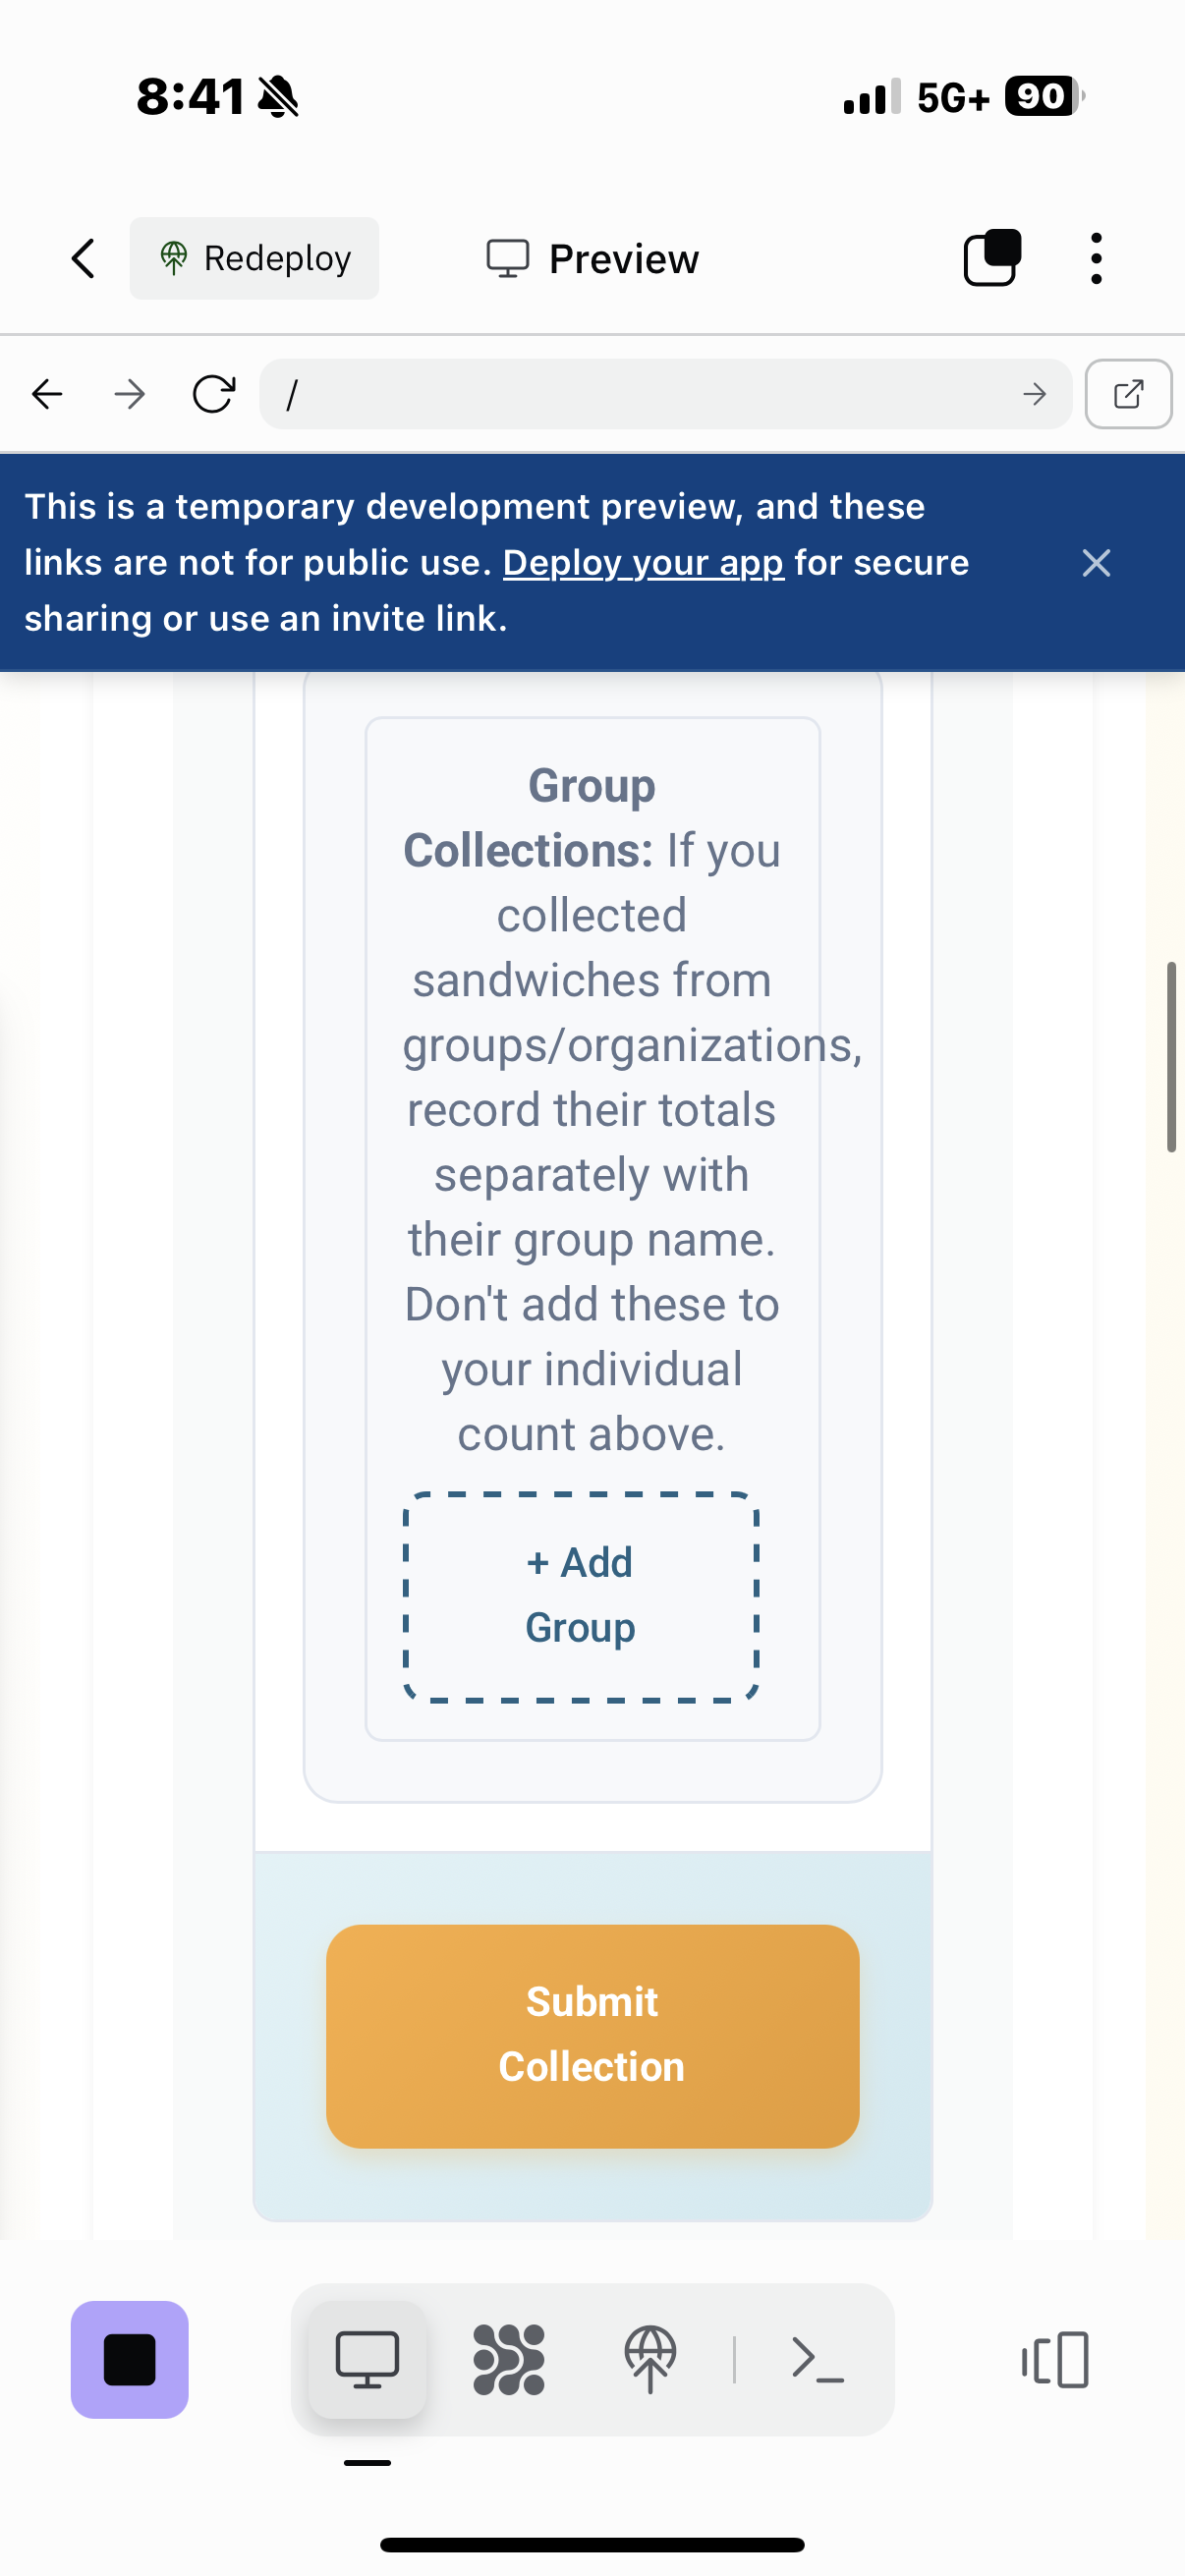 8:41
5G+
90
Redeploy
Preview
/
This is a temporary development preview, and these
links are not for public use. Deploy your app for secure
sharing or use an invite link.
Group
Collections: If you
collected
sandwiches from
groups/organizations,
record their totals
separately with
their group name.
Don't add these to
your individual
count above.
+ Add
Group
Submit
Collection